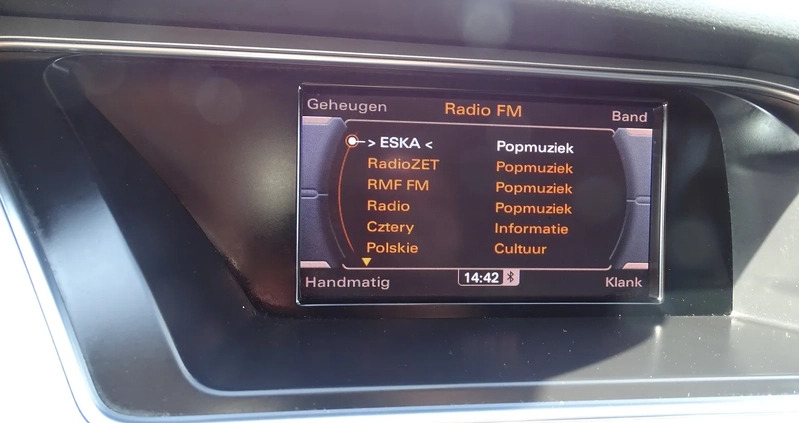 Geheugen Radio FM Band
> ESKA < Popmuziek
RadioZET Popmuziek
RMF FM Popmuziek
Radio Popmuziek
Cztery Informatie
Polskie Cultuur
Handmatig 14:42 Klank